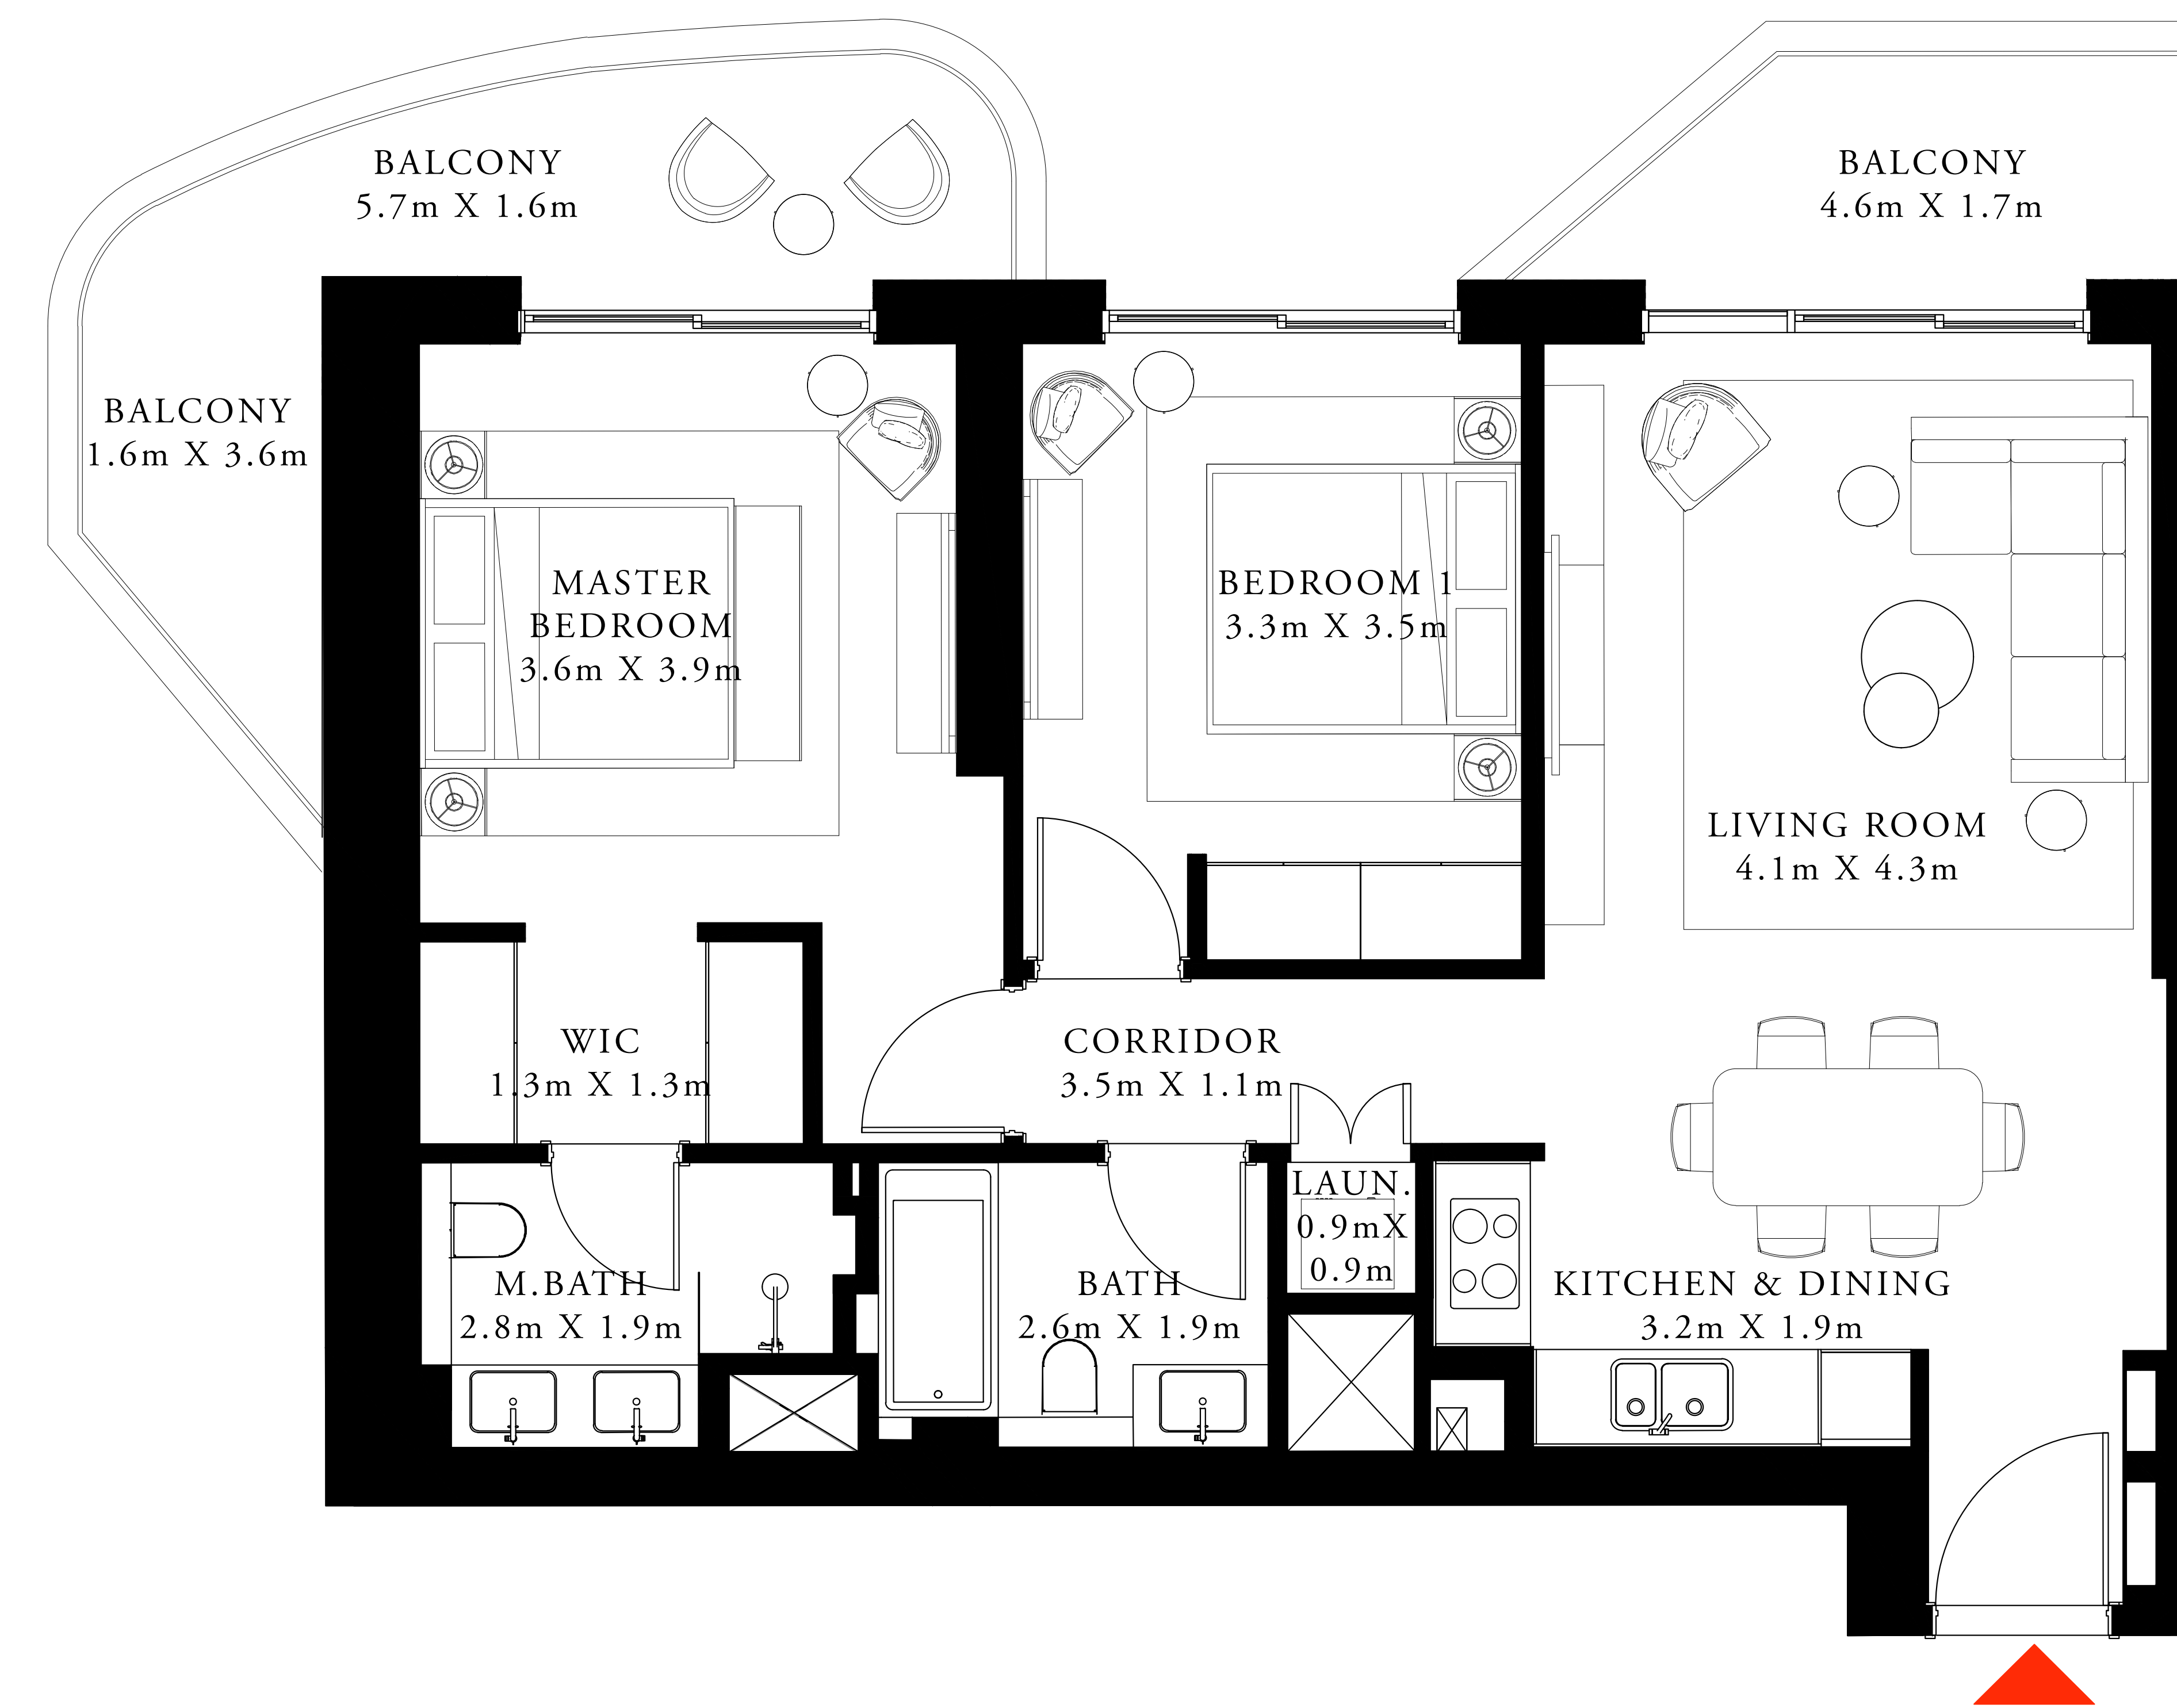 BALCONY
5.7m X 1.6m
BALCONY
4.6m X 1.7m
BALCONY
1.6m X 3.6m
MASTER
BEDROOM
3.6m X 3.9m
BEDROOM 1
3.3m X 3.5m
LIVING ROOM
4.1m X 4.3m
WIC
1.3m X 1.3m
CORRIDOR
3.5m X 1.1m
LAUN.
0.9mX
0.9m
M.BATH
2.8m X 1.9m
BATH
2.6m X 1.9m
KITCHEN & DINING
3.2m X 1.9m